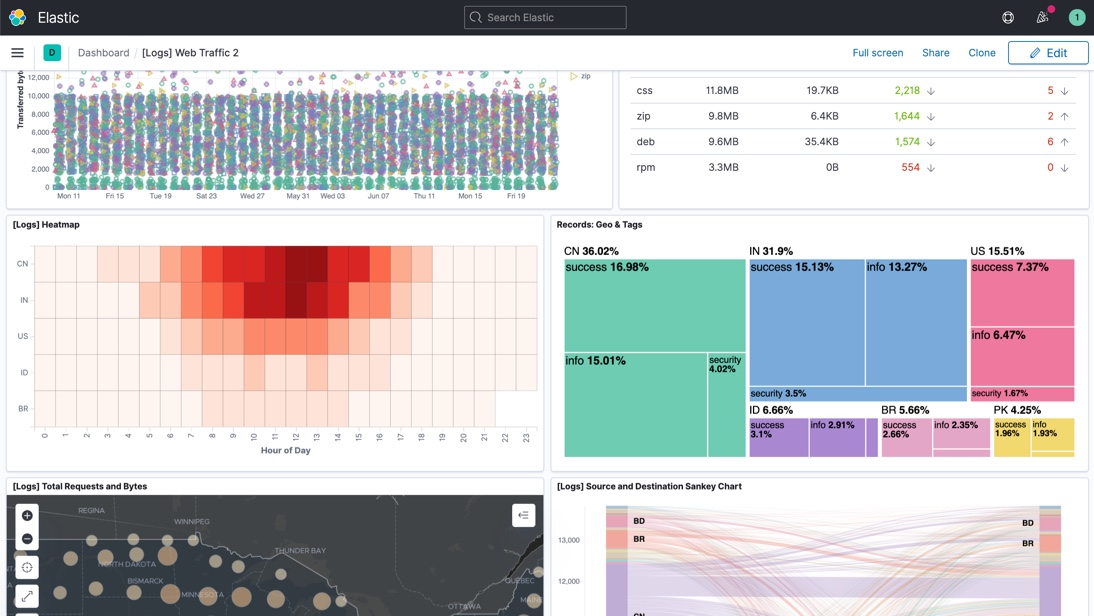 Elastic
Search Elastic
1
D
Dashboard / [Logs] Web Traffic 2
Full screen
Share
Clone
Edit
Transferred byt
12,000
10,000
8,000
6,000
4,000
2,000
0
Mon 11
Fri 15
Tue 19
Sat 23
Wed 27
May 31
Wed 03
Jun 07
Thu 11
Mon 15
Fri 19
zip
css 11.8MB 19.7KB 2,218 ↓ 5 ↓
zip 9.8MB 6.4KB 1,644 ↓ 2 ↑
deb 9.6MB 35.4KB 1,574 ↓ 6 ↑
rpm 3.3MB 0B 554 ↓ 0 ↓
[Logs] Heatmap
CN
IN
US
ID
BR
0 1 2 3 4 5 6 7 8 9 10 11 12 13 14 15 16 17 18 19 20 21 22 23
Hour of Day
Records: Geo & Tags
CN 36.02%
success 16.98%
info 15.01%
security
4.02%
IN 31.9%
success 15.13%
info 13.27%
security 3.5%
US 15.51%
success 7.37%
info 6.47%
security 1.67%
ID 6.66%
success
3.1%
info 2.91%
BR 5.66%
success
2.66%
info 2.35%
PK 4.25%
success
1.96%
info
1.93%
[Logs] Total Requests and Bytes
REGINA
WINNIPEG
THUNDER BAY
NORTH DAKOTA
BISMARCK
MINNESOTA
QUEBEC
OTTAWA
[Logs] Source and Destination Sankey Chart
13,000
12,000
BD
BR
BD
BR